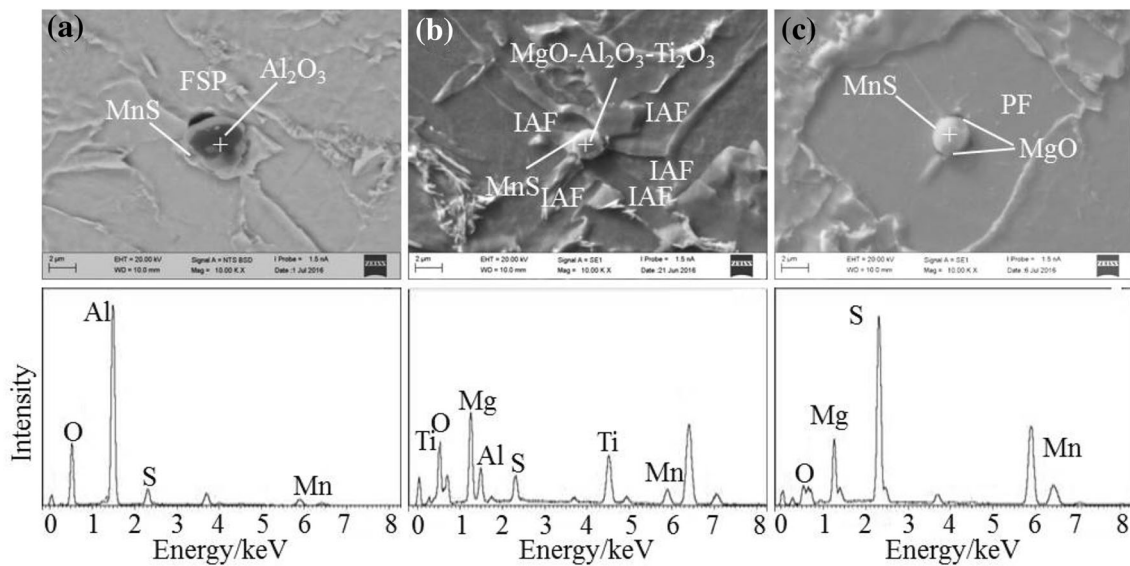 (a)
FSP
Al₂O₃
MnS
2 µm
EHT = 20.00 kV
WD = 10.0 mm
Signal A = NTS BSD
Mag = 10.00 K X
I Probe = 1.5 nA
Date :1 Jul 2016
ZEISS
(b)
MgO-Al₂O₃-Ti₂O₃
IAF
IAF
IAF
MnS
IAF
IAF
2 µm
EHT = 20.00 kV
WD = 10.0 mm
Signal A = SE1
Mag = 10.00 K X
I Probe = 1.5 nA
Date :21 Jun 2016
ZEISS
(c)
MnS
PF
MgO
2 µm
EHT = 20.00 kV
WD = 10.0 mm
Signal A = SE1
Mag = 10.00 K X
I Probe = 1.5 nA
Date :6 Jul 2016
ZEISS
Intensity
Al
O
S
Mn
0 1 2 3 4 5 6 7 8
Energy/keV
Ti
O
Mg
Al
S
Ti
Mn
0 1 2 3 4 5 6 7 8
Energy/keV
S
Mg
O
Mn
1 2 3 4 5 6 7 8
Energy/keV